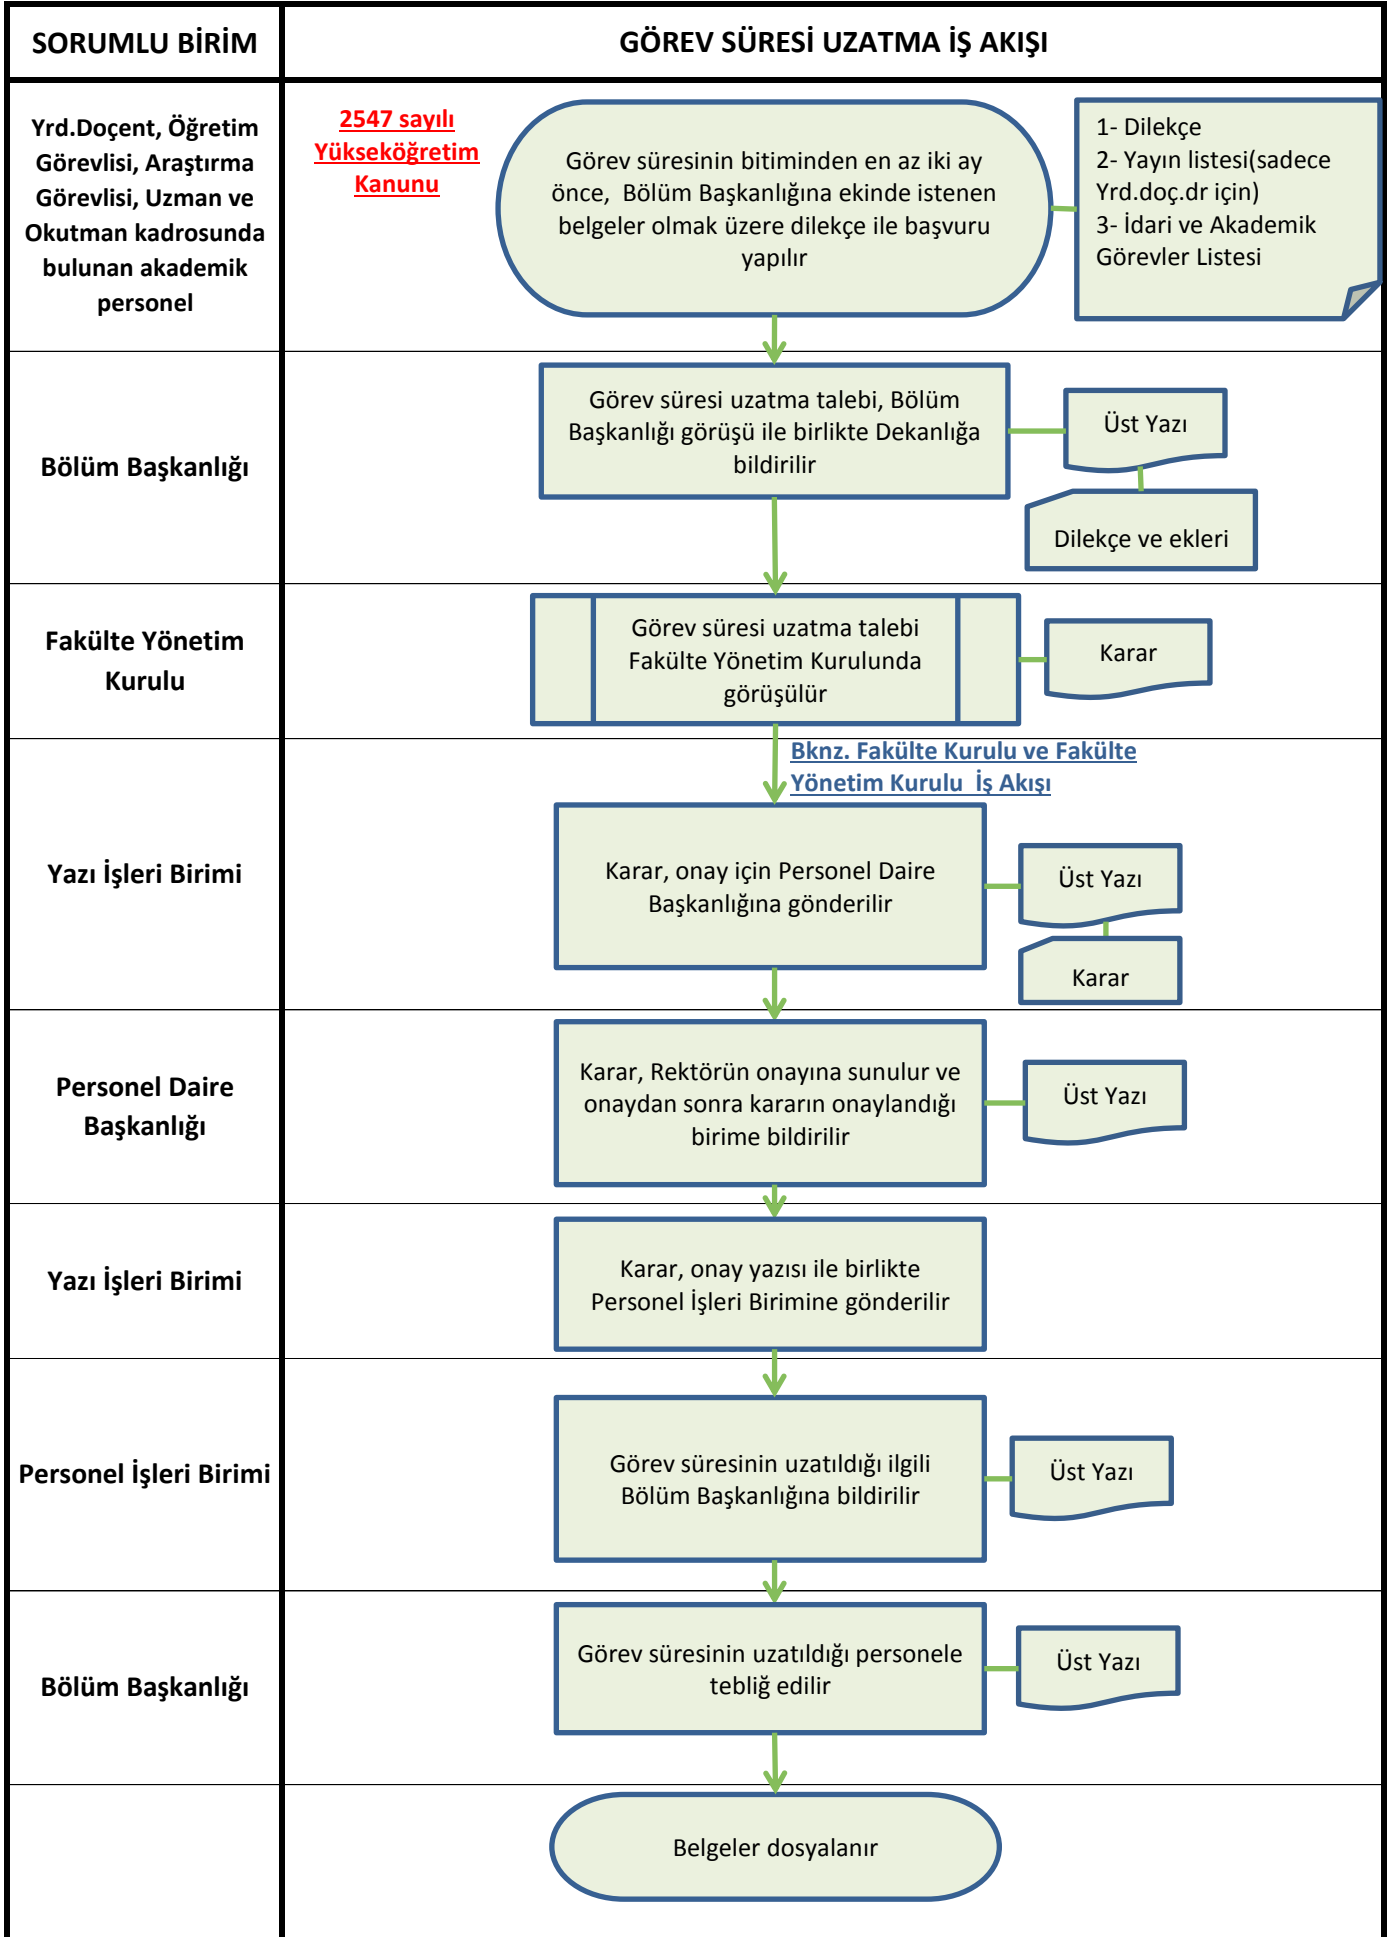 SORUMLU BİRİM
GÖREV SÜRESİ UZATMA İŞ AKIŞI
Yrd.Doçent, Öğretim
Görevlisi, Araştırma
Görevlisi, Uzman ve
Okutman kadrosunda
bulunan akademik
personel
2547 sayılı
Yükseköğretim
Kanunu
Görev süresinin bitiminden en az iki ay
önce, Bölüm Başkanlığına ekinde istenen
belgeler olmak üzere dilekçe ile başvuru
yapılır
1- Dilekçe
2- Yayın listesi(sadece
Yrd.doç.dr için)
3- İdari ve Akademik
Görevler Listesi
Bölüm Başkanlığı
Görev süresi uzatma talebi, Bölüm
Başkanlığı görüşü ile birlikte Dekanlığa
bildirilir
Üst Yazı
Dilekçe ve ekleri
Fakülte Yönetim
Kurulu
Görev süresi uzatma talebi
Fakülte Yönetim Kurulunda
görüşülür
Karar
Bknz. Fakülte Kurulu ve Fakülte
Yönetim Kurulu İş Akışı
Yazı İşleri Birimi
Karar, onay için Personel Daire
Başkanlığına gönderilir
Üst Yazı
Karar
Personel Daire
Başkanlığı
Karar, Rektörün onayına sunulur ve
onaydan sonra kararın onaylandığı
birime bildirilir
Üst Yazı
Yazı İşleri Birimi
Karar, onay yazısı ile birlikte
Personel İşleri Birimine gönderilir
Personel İşleri Birimi
Görev süresinin uzatıldığı ilgili
Bölüm Başkanlığına bildirilir
Üst Yazı
Bölüm Başkanlığı
Görev süresinin uzatıldığı personele
tebliğ edilir
Üst Yazı
Belgeler dosyalanır